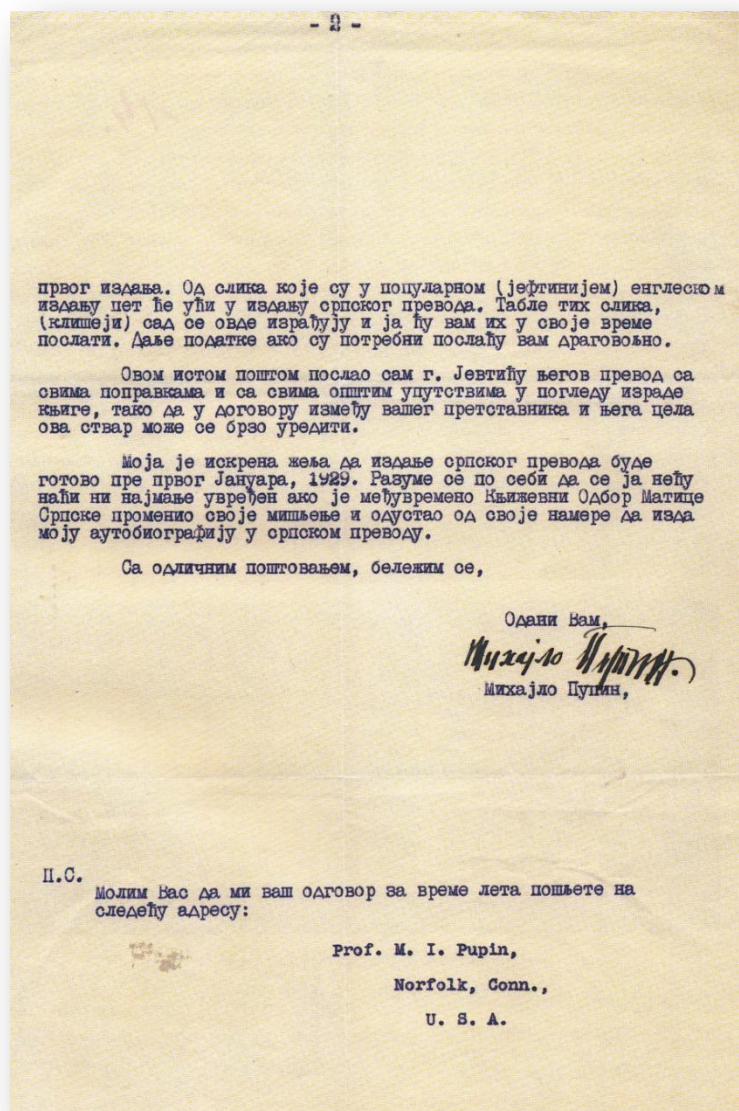 - 2 -
првог издања. Од слика које су у популарном (јефтинијем) енглеском
издању пет ће ући у издању српског превода. Табле тих слика,
(клишеји) сад се овде израђују и ја ћу вам их у своје време
послати. Даље податке ако су потребни послаћу вам драговољно.
Овом истом поштом послао сам г. Јевтићу његов превод са
свима поправкама и са свима општим упутствима у погледу израде
књиге, тако да у договору између вашег претставника и њега цела
ова ствар може се брзо уредити.
Моја је искрена жеља да издање српског превода буде
готово пре првог Јануара, 1929. Разуме се по себи да се ја нећу
наћи ни најмање увређен ако је међувремено Књижевни Одбор Матице
Српске променио своје мишљење и одустао од своје намере да изда
моју аутобиографију у српском преводу.
Са одличним поштовањем, бележим се,
Одани Вам,
Михајло Пупин.
Михајло Пупин,
П.С.
Молим Вас да ми ваш одговор за време лета пошљете на
следећу адресу:
Prof. M. I. Pupin,
Norfolk, Conn.,
U. S. A.